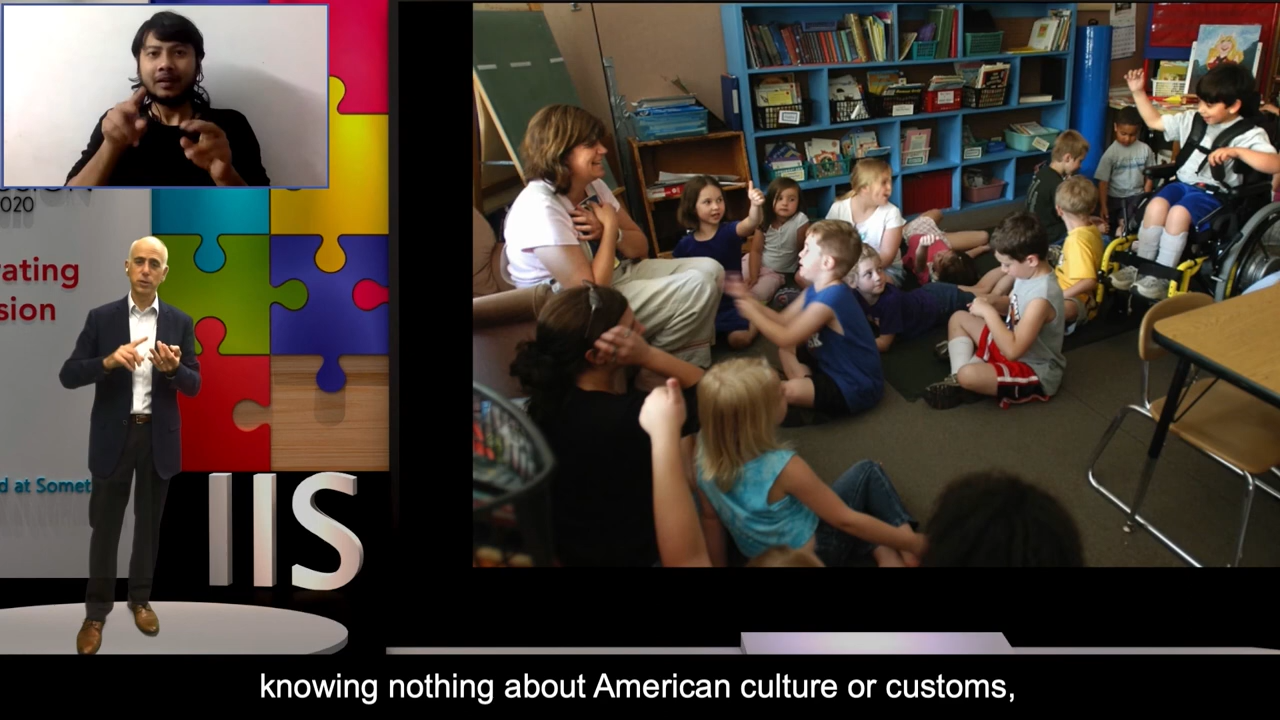 2020
rating
sion
d at Somet
IIS
knowing nothing about American culture or customs,